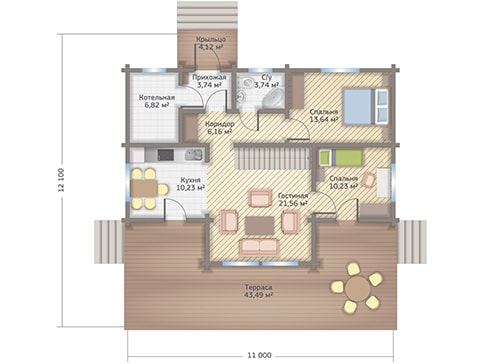 Крыльцо
4,12 м²
Прихожая
3,74 м²
С/у
3,74 м²
Котельная
6,82 м²
Спальня
13,64 м²
Коридор
6,16 м²
Кухня
10,23 м²
Гостиная
21,56 м²
Спальня
10,23 м²
Терраса
43,49 м²
12 100
11 000